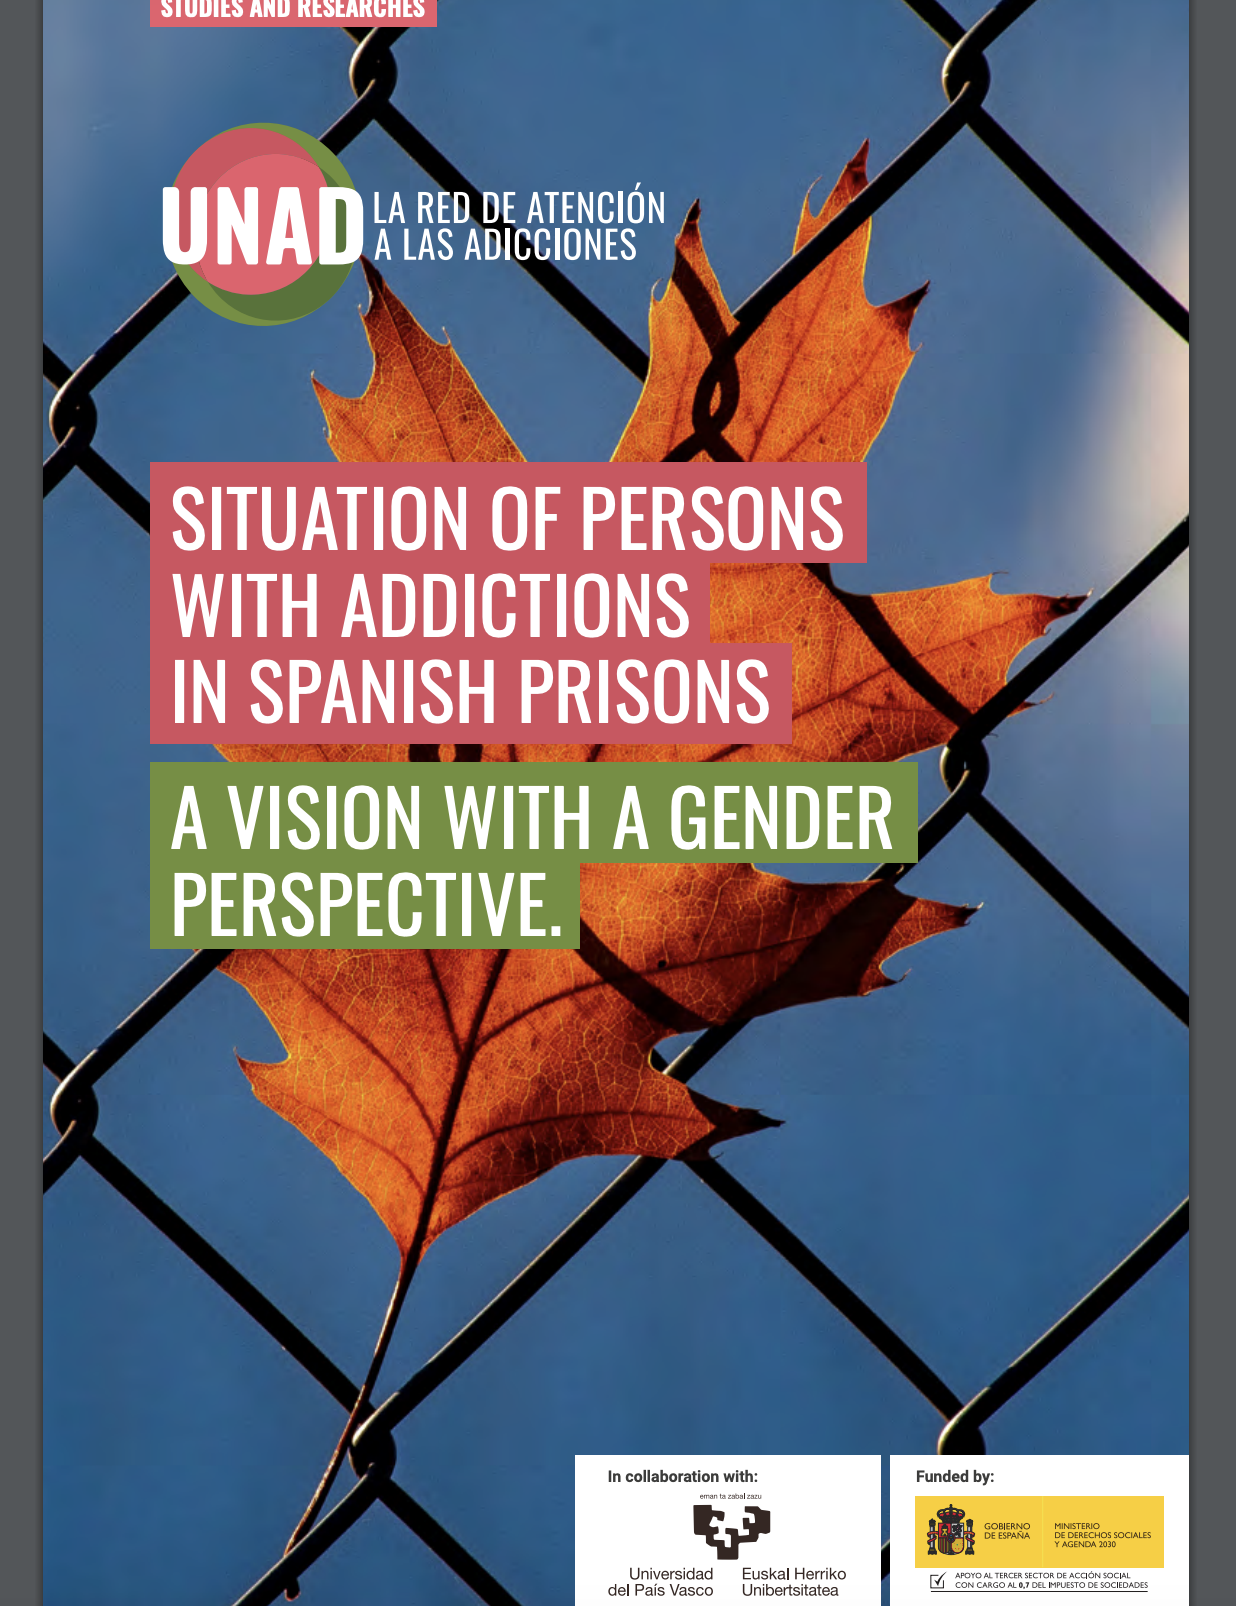 STUDIES AND RESEARCHES
UNAD
LA RED DE ATENCIÓN
A LAS ADICCIONES
SITUATION OF PERSONS
WITH ADDICTIONS
IN SPANISH PRISONS
A VISION WITH A GENDER
PERSPECTIVE.
In collaboration with:
eman ta zabal zazu
Universidad
del País Vasco
Euskal Herriko
Unibertsitatea
Funded by:
GOBIERNO
DE ESPAÑA
MINISTERIO
DE DERECHOS SOCIALES
Y AGENDA 2030
APOYO AL TERCER SECTOR DE ACCIÓN SOCIAL
CON CARGO AL 0,7 DEL IMPUESTO DE SOCIEDADES